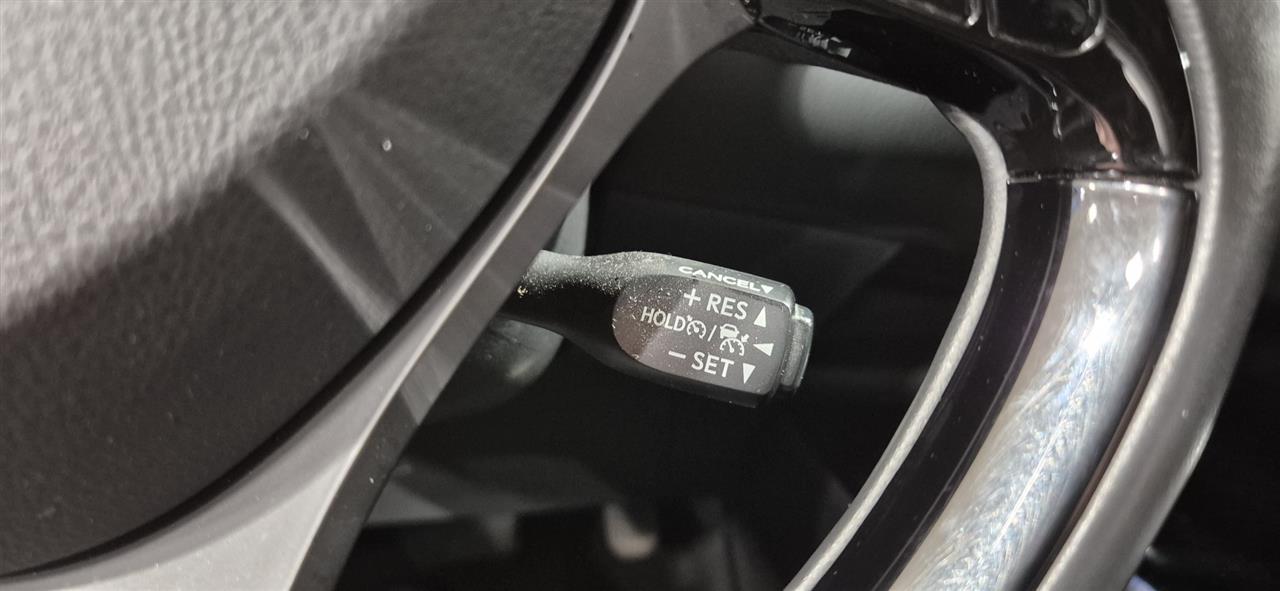 CANCEL▼
+ RES ▲
HOLD / ◀
− SET ▼